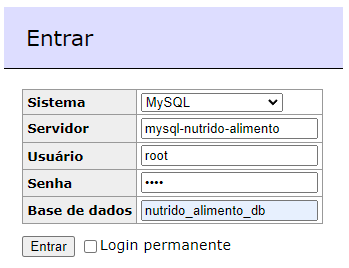 Entrar
Sistema MySQL
Servidor mysql-nutrido-alimento
Usuário root
Senha ••••
Base de dados nutrido_alimento_db
Entrar Login permanente